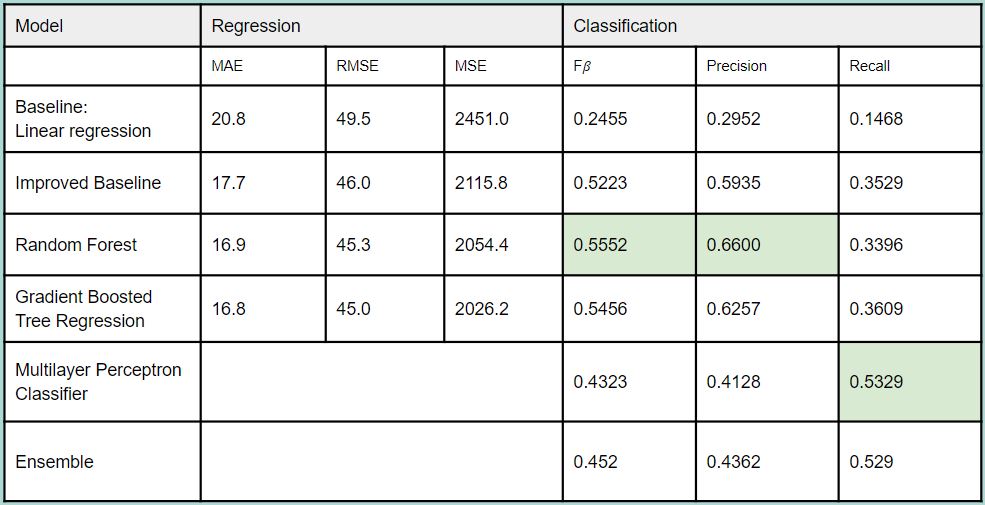 Model Regression Classification
MAE RMSE MSE Fβ Precision Recall
Baseline:
Linear regression 20.8 49.5 2451.0 0.2455 0.2952 0.1468
Improved Baseline 17.7 46.0 2115.8 0.5223 0.5935 0.3529
Random Forest 16.9 45.3 2054.4 0.5552 0.6600 0.3396
Gradient Boosted
Tree Regression 16.8 45.0 2026.2 0.5456 0.6257 0.3609
Multilayer Perceptron
Classifier 0.4323 0.4128 0.5329
Ensemble 0.452 0.4362 0.529